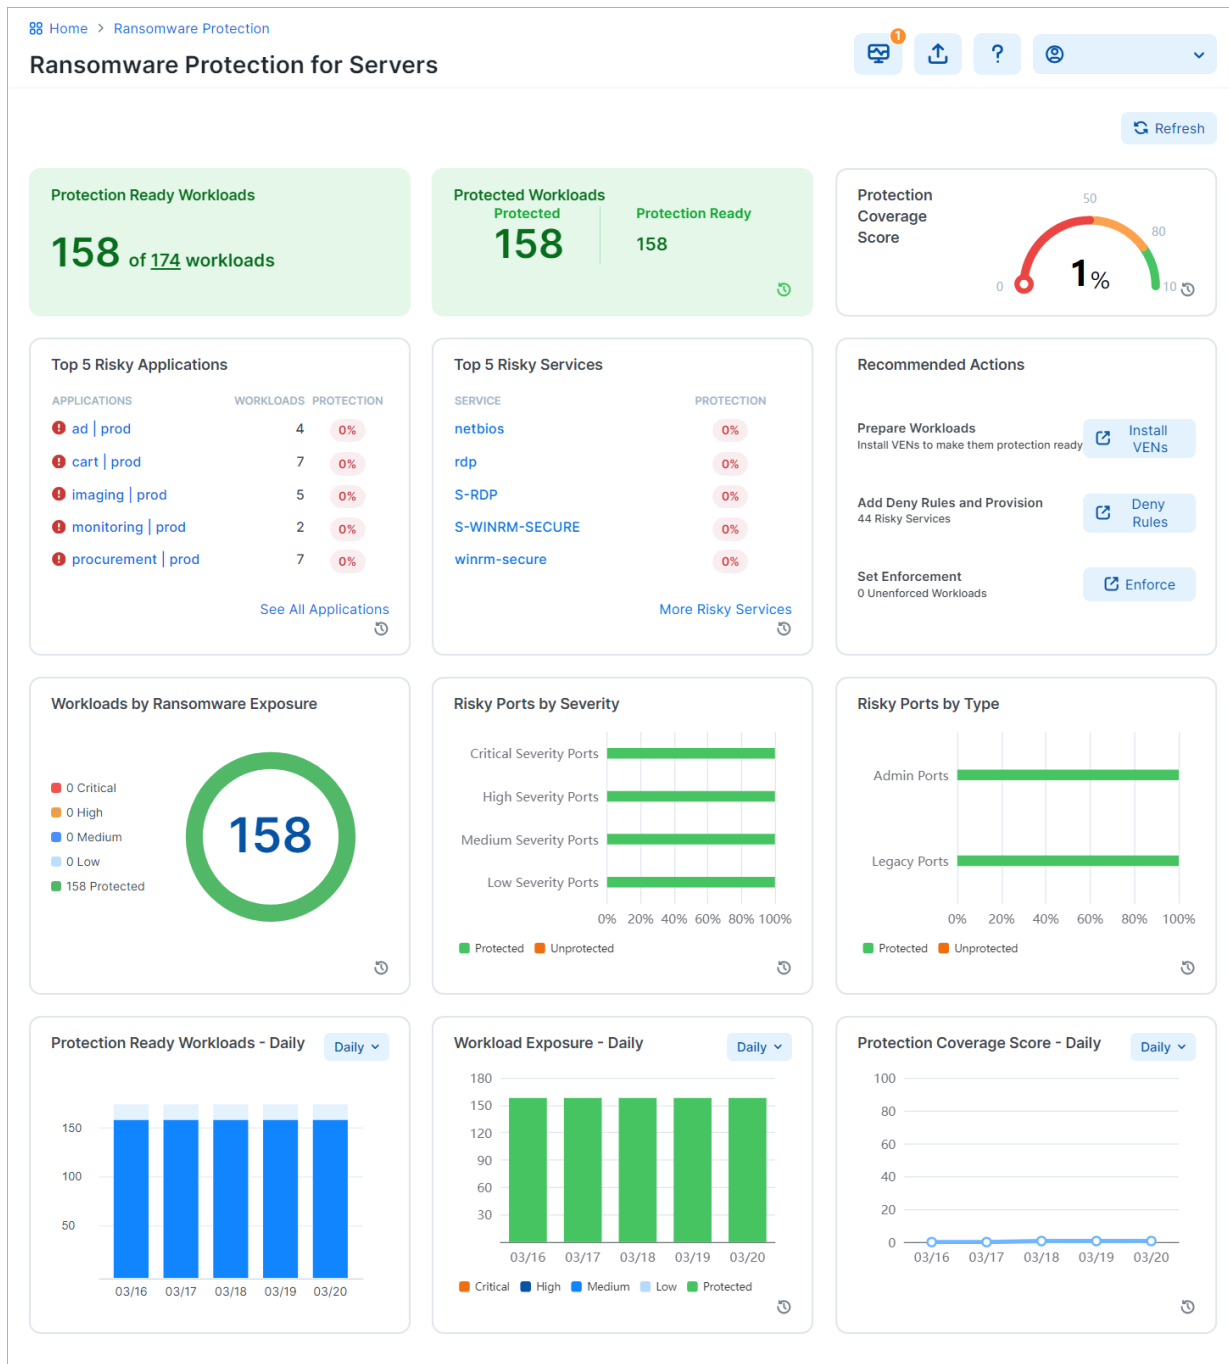 Home > Ransomware Protection
Ransomware Protection for Servers
1
?
Refresh
Protection Ready Workloads
158 of 174 workloads
Protected Workloads
Protected
158
Protection Ready
158
Protection
Coverage
Score
50
80
0
10
1%
Top 5 Risky Applications
APPLICATIONS WORKLOADS PROTECTION
ad | prod 4 0%
cart | prod 7 0%
imaging | prod 5 0%
monitoring | prod 2 0%
procurement | prod 7 0%
See All Applications
Top 5 Risky Services
SERVICE PROTECTION
netbios 0%
rdp 0%
S-RDP 0%
S-WINRM-SECURE 0%
winrm-secure 0%
More Risky Services
Recommended Actions
Prepare Workloads
Install VENs to make them protection ready
Install
VENs
Add Deny Rules and Provision
44 Risky Services
Deny
Rules
Set Enforcement
0 Unenforced Workloads
Enforce
Workloads by Ransomware Exposure
0 Critical
0 High
0 Medium
0 Low
158 Protected
158
Risky Ports by Severity
Critical Severity Ports
High Severity Ports
Medium Severity Ports
Low Severity Ports
0% 20% 40% 60% 80% 100%
Protected Unprotected
Risky Ports by Type
Admin Ports
Legacy Ports
0% 20% 40% 60% 80% 100%
Protected Unprotected
Protection Ready Workloads - Daily
Daily
150
100
50
03/16 03/17 03/18 03/19 03/20
Workload Exposure - Daily
Daily
180
150
120
90
60
30
03/16 03/17 03/18 03/19 03/20
Critical High Medium Low Protected
Protection Coverage Score - Daily
Daily
100
80
60
40
20
0
03/16 03/17 03/18 03/19 03/20